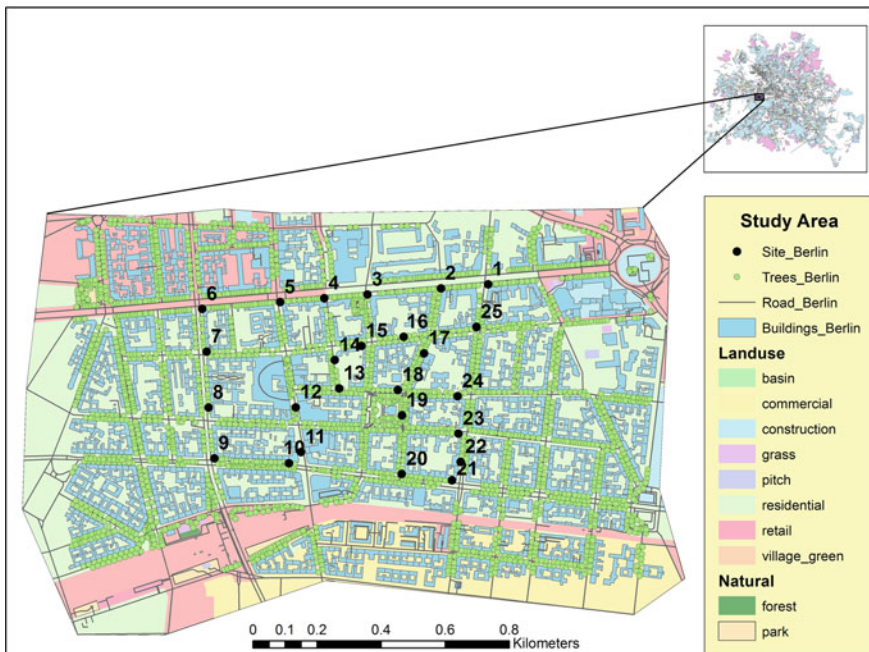 Study Area
Site_Berlin
Trees_Berlin
Road_Berlin
Buildings_Berlin
Landuse
basin
commercial
construction
grass
pitch
residential
retail
village_green
Natural
forest
park
1
2
3
4
5
6
25
16
17
15
14
7
13
18
24
12
8
19
23
11
22
10
9
20
21
0 0.1 0.2 0.4 0.6 0.8
Kilometers